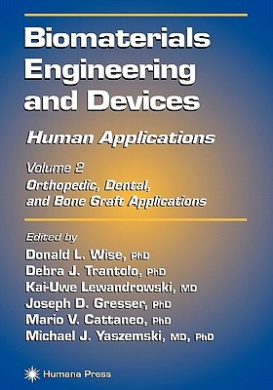 Biomaterials
Engineering
and Devices
Human Applications
Volume 2
Orthopedic, Dental,
and Bone Graft Applications
Edited by
Donald L. Wise, PhD
Debra J. Trantolo, PhD
Kai-Uwe Lewandrowski, MD
Joseph D. Gresser, PhD
Mario V. Cattaneo, PhD
Michael J. Yaszemski, MD, PhD
Humana Press